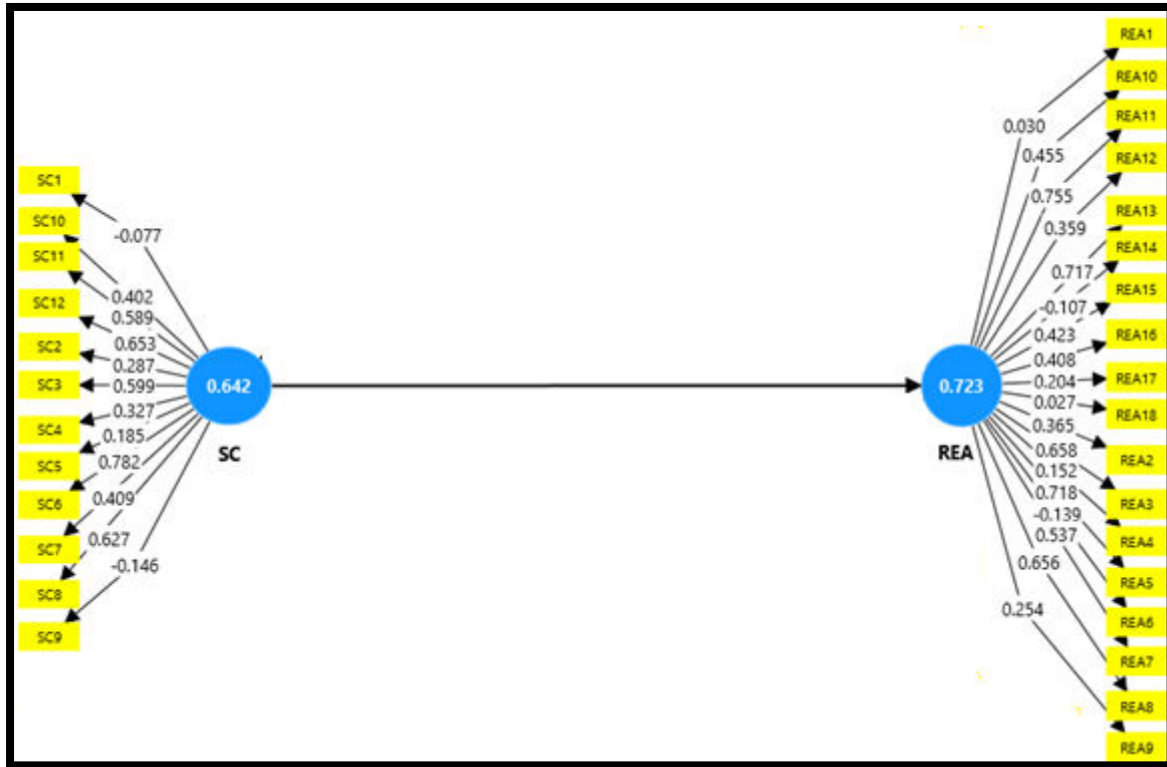 SC1
SC10
SC11
SC12
SC2
SC3
SC4
SC5
SC6
SC7
SC8
SC9
-0.077
0.402
0.589
0.653
0.287
0.599
0.327
0.185
0.782
0.409
0.627
-0.146
0.642
SC
0.723
REA
0.030
0.455
0.755
0.359
0.717
-0.107
0.423
0.408
0.204
0.027
0.365
0.658
0.152
0.718
-0.139
0.537
0.656
0.254
REA1
REA10
REA11
REA12
REA13
REA14
REA15
REA16
REA17
REA18
REA2
REA3
REA4
REA5
REA6
REA7
REA8
REA9